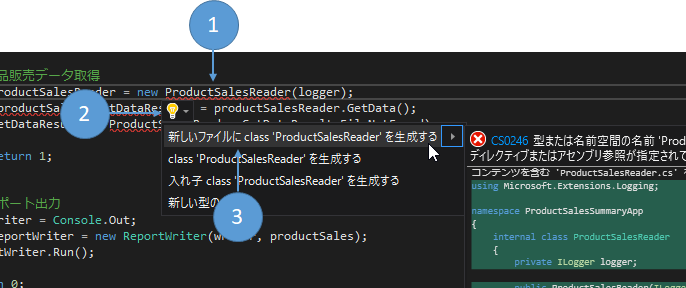 1
品販売データ取得
roductSalesReader = new ProductSalesReader(logger);
2
productSa
tDataRes
= productSalesReader.GetData();
etDataResu
新しいファイルに class 'ProductSalesReader' を生成する
eturn 1;
class 'ProductSalesReader' を生成する
入れ子 class 'ProductSalesReader' を生成する
新しい型の
3
ポート出力
riter = Console.Out;
eportWriter = new ReportWriter(w
, productSales);
tWriter.Run();
n 0;
CS0246 型または名前空間の名前 'Prod
ディレクティブまたはアセンブリ参照が指定されて
コンテンツを含む 'ProductSalesReader.cs'
using Microsoft.Extensions.Logging;
namespace ProductSalesSummaryApp
{
internal class ProductSalesReader
{
private ILogger logger;
public ProductSalesReader(ILogger